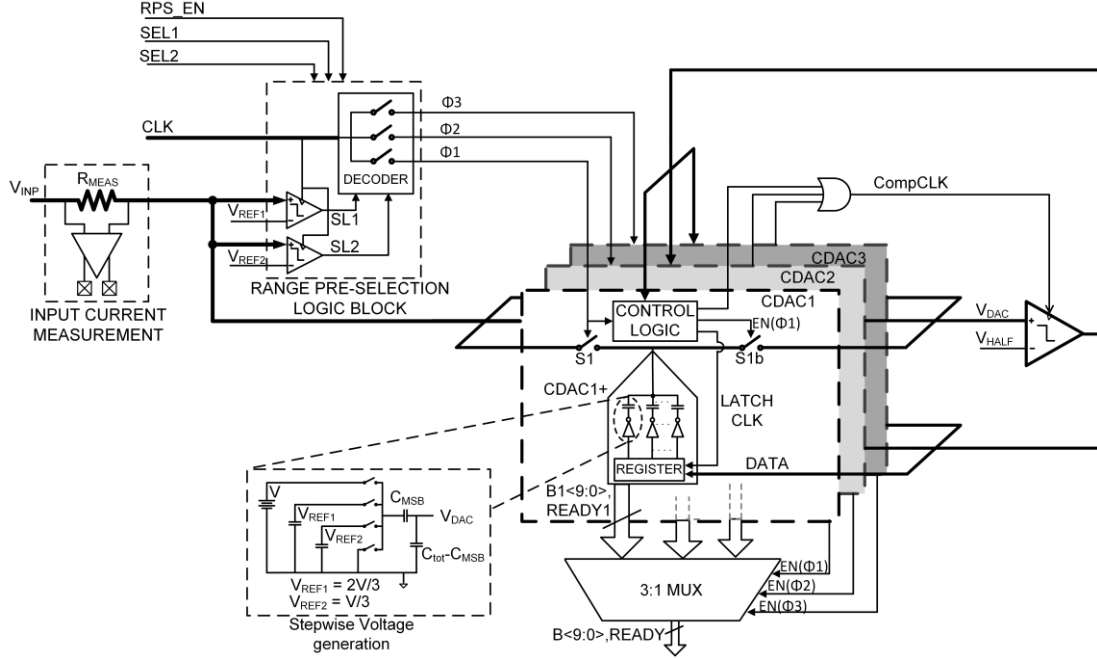 RPS_EN
SEL1
SEL2
CLK
Φ3
Φ2
Φ1
DECODER
V_INP
R_MEAS
V_REF1
SL1
V_REF2
SL2
INPUT CURRENT
MEASUREMENT
RANGE PRE-SELECTION
LOGIC BLOCK
CompCLK
CDAC3
CDAC2
CDAC1
CONTROL
LOGIC
EN(Φ1)
S1
S1b
V_DAC
V_HALF
CDAC1+
LATCH
CLK
REGISTER
DATA
B1<9:0>,
READY1
V
V_REF1
V_REF2
C_MSB
V_DAC
C_tot-C_MSB
V_REF1 = 2V/3
V_REF2 = V/3
Stepwise Voltage
generation
3:1 MUX
EN(Φ1)
EN(Φ2)
EN(Φ3)
B<9:0>,READY